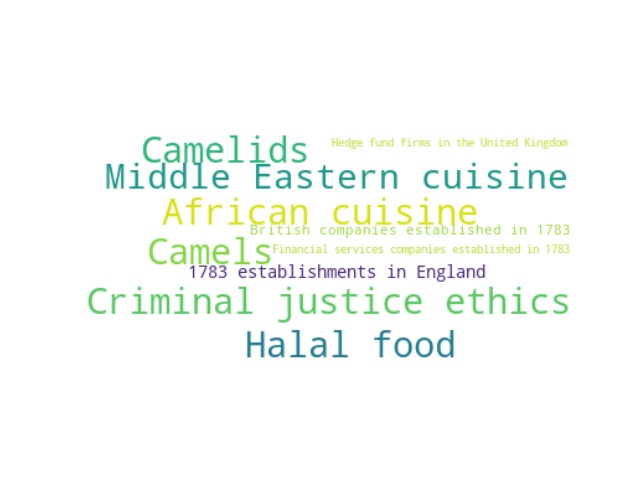 Hedge fund firms in the United Kingdom
Camelids
Middle Eastern cuisine
African cuisine
British companies established in 1783
Camels
Financial services companies established in 1783
1783 establishments in England
Criminal justice ethics
Halal food